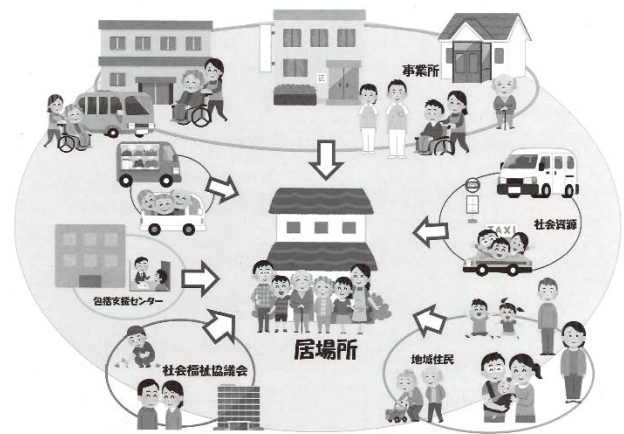 事業所
社会資源
TAXI
包括支援センター
居場所
社会福祉協議会
地域住民